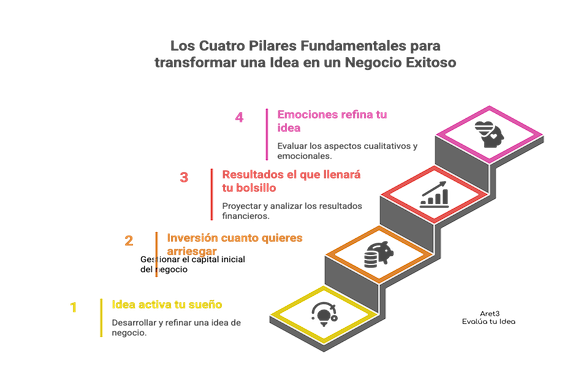 Los Cuatro Pilares Fundamentales para
transformar una Idea en un Negocio Exitoso
4
Emociones refina tu
idea
Evaluar los aspectos cualitativos y
emocionales.
3
Resultados el que llenará
tu bolsillo
Proyectar y analizar los resultados
financieros.
2
Inversión cuanto quieres
arriesgar
Gestionar el capital inicial
del negocio
1
Idea activa tu sueño
Desarrollar y refinar una idea de
negocio.
Aret3
Evalúa tu Idea